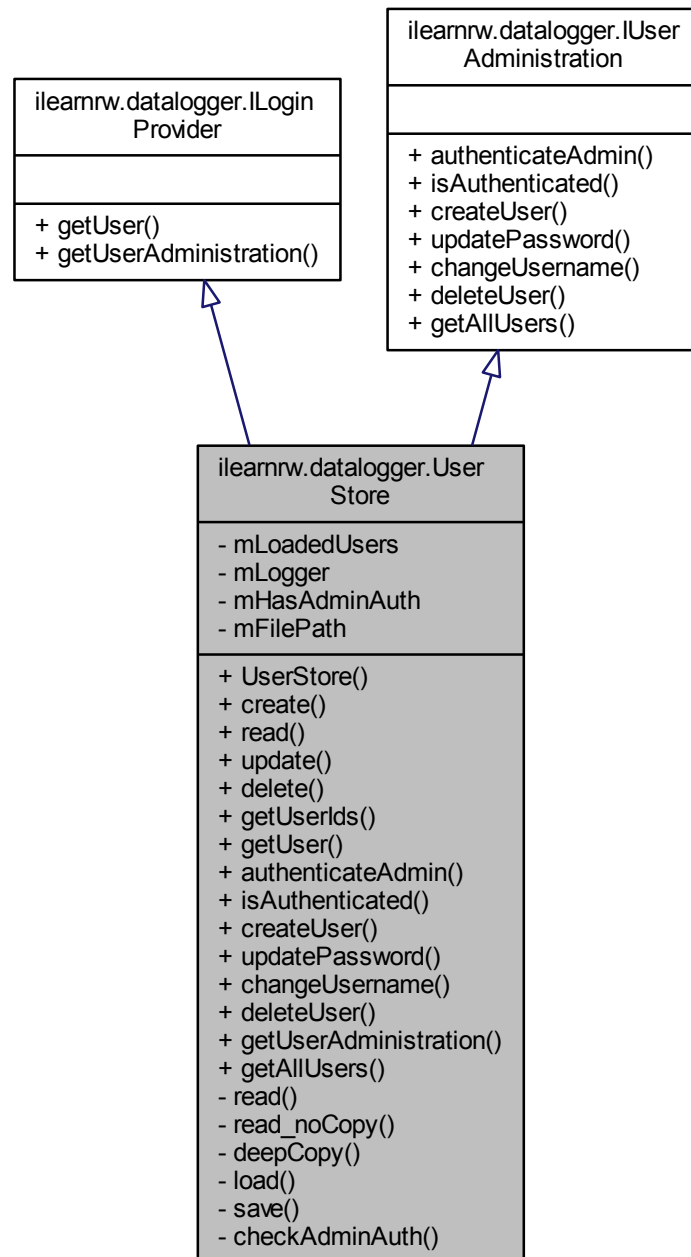 ilearnrw.datalogger.IUser
Administration
+ authenticateAdmin()
+ isAuthenticated()
+ createUser()
+ updatePassword()
+ changeUsername()
+ deleteUser()
+ getAllUsers()
ilearnrw.datalogger.ILogin
Provider
+ getUser()
+ getUserAdministration()
ilearnrw.datalogger.User
Store
- mLoadedUsers
- mLogger
- mHasAdminAuth
- mFilePath
+ UserStore()
+ create()
+ read()
+ update()
+ delete()
+ getUserIds()
+ getUser()
+ authenticateAdmin()
+ isAuthenticated()
+ createUser()
+ updatePassword()
+ changeUsername()
+ deleteUser()
+ getUserAdministration()
+ getAllUsers()
- read()
- read_noCopy()
- deepCopy()
- load()
- save()
- checkAdminAuth()